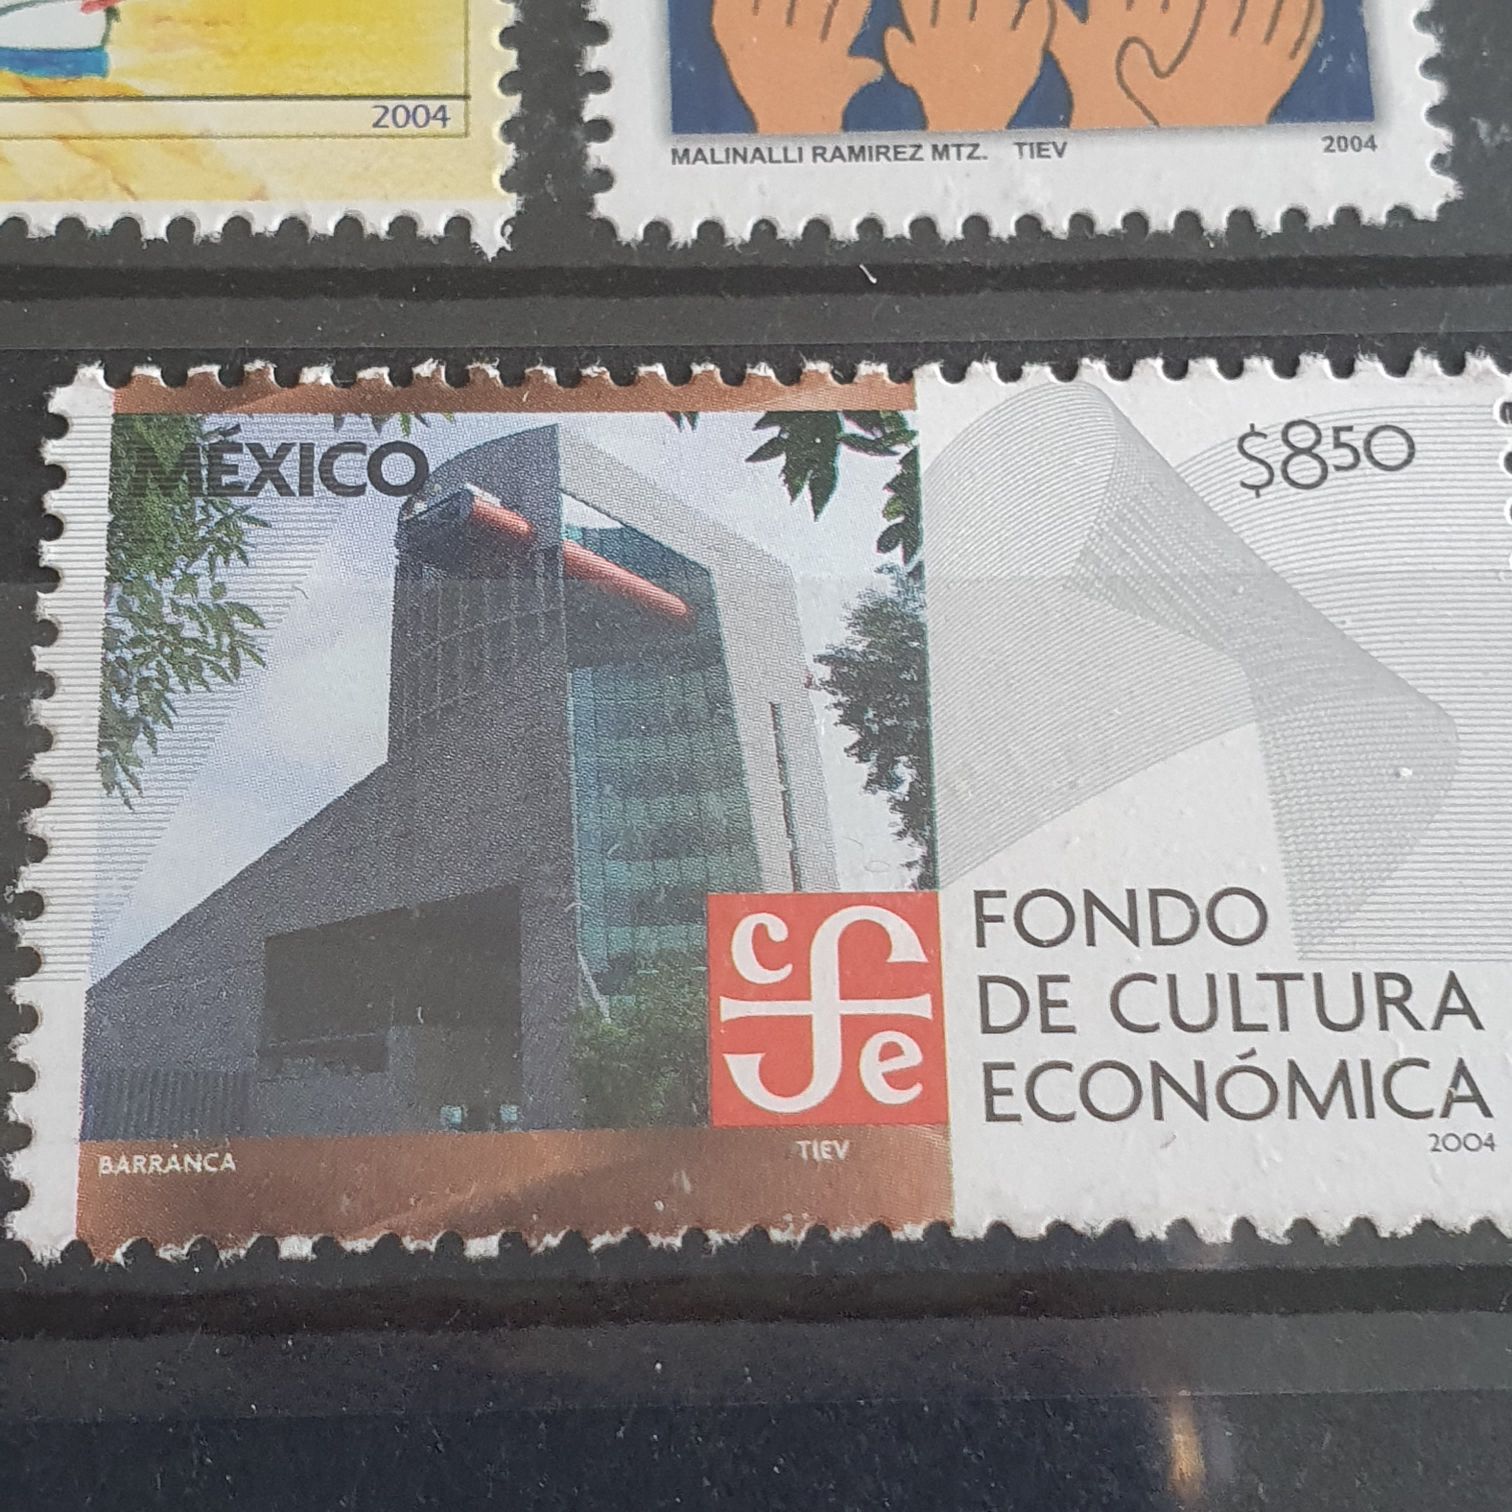 2004
MALINALLI RAMIREZ MTZ. TIEV 2004
MÉXICO
$850
cfe
FONDO
DE CULTURA
ECONÓMICA
2004
BARRANCA TIEV